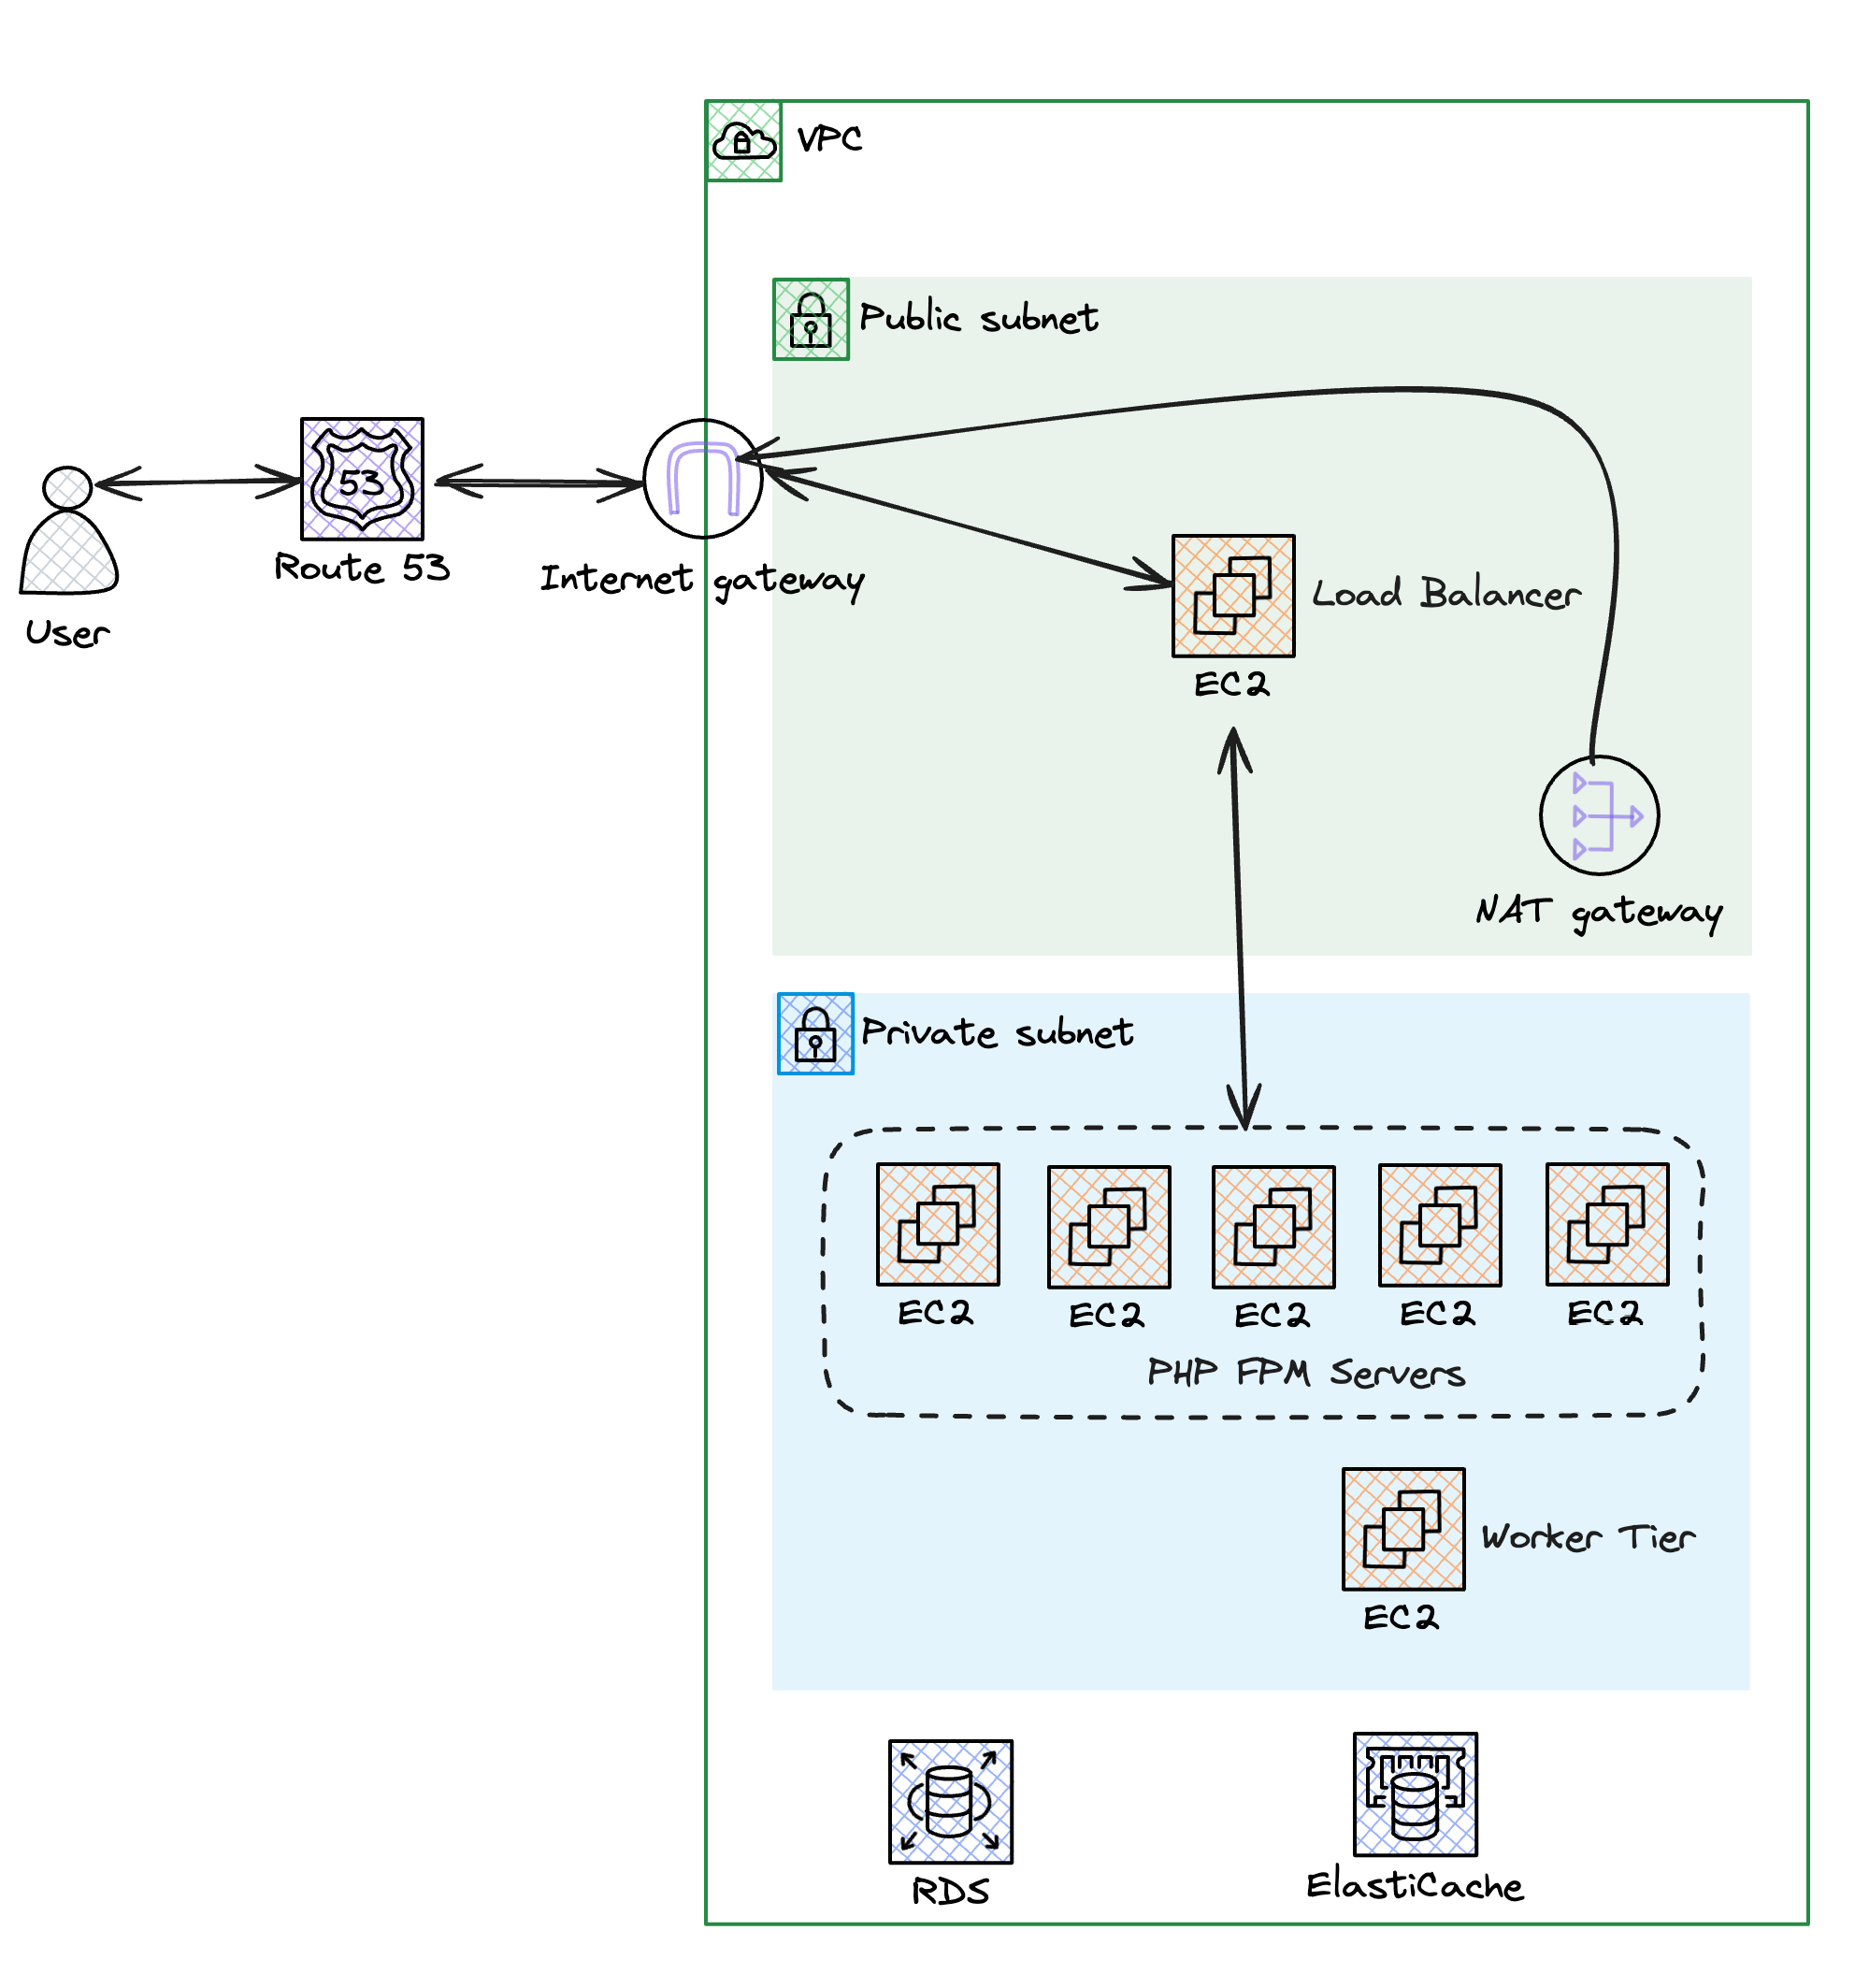 VPC
Public subnet
53
Route 53
Internet gateway
User
Load Balancer
EC2
NAT gateway
Private subnet
EC2
EC2
EC2
EC2
EC2
PHP FPM Servers
Worker Tier
EC2
RDS
ElastiCache